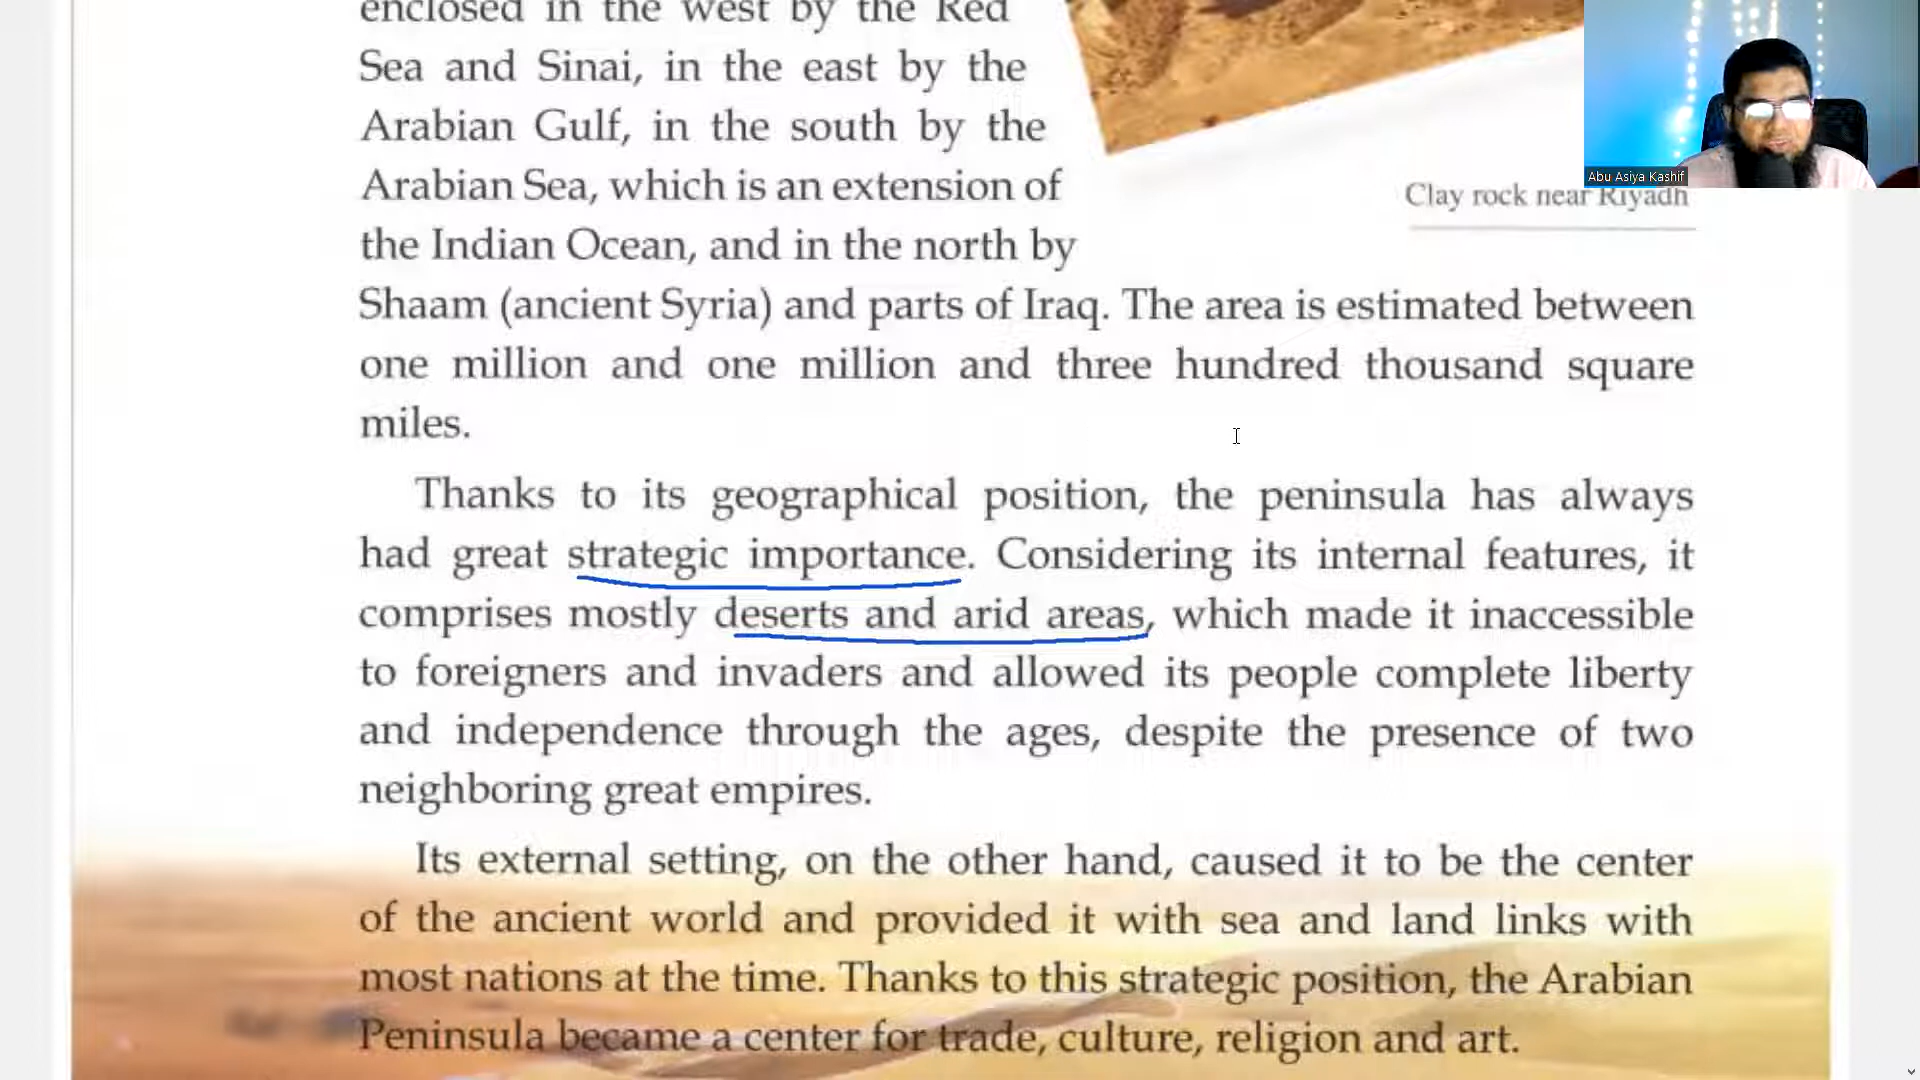 enclosed in the west by the Red
Sea and Sinai, in the east by the
Arabian Gulf, in the south by the
Arabian Sea, which is an extension of
the Indian Ocean, and in the north by
Shaam (ancient Syria) and parts of Iraq. The area is estimated between
one million and one million and three hundred thousand square
miles.
Abu Asiya Kashif
Clay rock near Riyadh
Thanks to its geographical position, the peninsula has always
had great strategic importance. Considering its internal features, it
comprises mostly deserts and arid areas, which made it inaccessible
to foreigners and invaders and allowed its people complete liberty
and independence through the ages, despite the presence of two
neighboring great empires.
Its external setting, on the other hand, caused it to be the center
of the ancient world and provided it with sea and land links with
most nations at the time. Thanks to this strategic position, the Arabian
Peninsula became a center for trade, culture, religion and art.